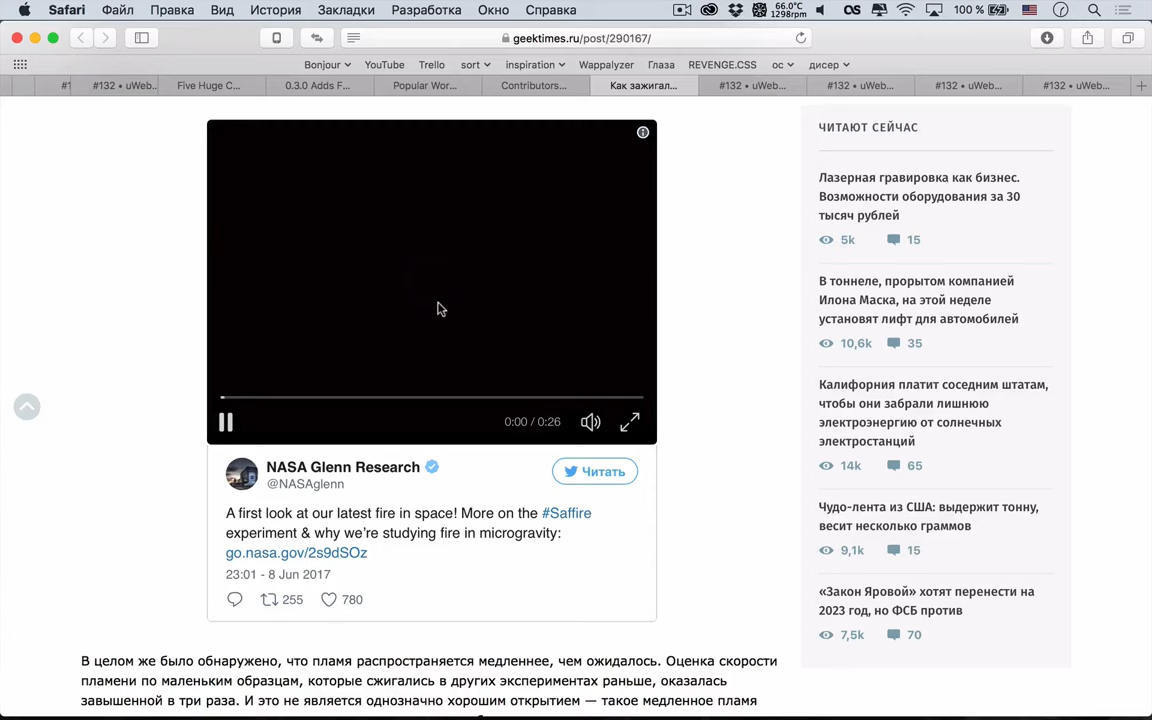 Safari Файл Правка Вид История Закладки Разработка Окно Справка 66.0°C 1298rpm 100 %
geektimes.ru/post/290167/
Bonjour YouTube Trello sort inspiration Wappalyzer Глаза REVENGE.CSS ос дисер
#1 #132 • uWeb... Five Huge C... 0.3.0 Adds F... Popular Wor... Contributors... Как зажигал... #132 • uWeb... #132 • uWeb... #132 • uWeb... #132 • uWeb...
0:00 / 0:26
NASA Glenn Research
@NASAglenn
Читать
A first look at our latest fire in space! More on the #Saffire
experiment & why we're studying fire in microgravity:
go.nasa.gov/2s9dSOz
23:01 - 8 Jun 2017
255 780
В целом же было обнаружено, что пламя распространяется медленнее, чем ожидалось. Оценка скорости
пламени по маленьким образцам, которые сжигались в других экспериментах раньше, оказалась
завышенной в три раза. И это не является однозначно хорошим открытием — такое медленное пламя
ЧИТАЮТ СЕЙЧАС
Лазерная гравировка как бизнес.
Возможности оборудования за 30
тысяч рублей
5k 15
В тоннеле, прорытом компанией
Илона Маска, на этой неделе
установят лифт для автомобилей
10,6k 35
Калифорния платит соседним штатам,
чтобы они забрали лишнюю
электроэнергию от солнечных
электростанций
14k 65
Чудо-лента из США: выдержит тонну,
весит несколько граммов
9,1k 15
«Закон Яровой» хотят перенести на
2023 год, но ФСБ против
7,5k 70